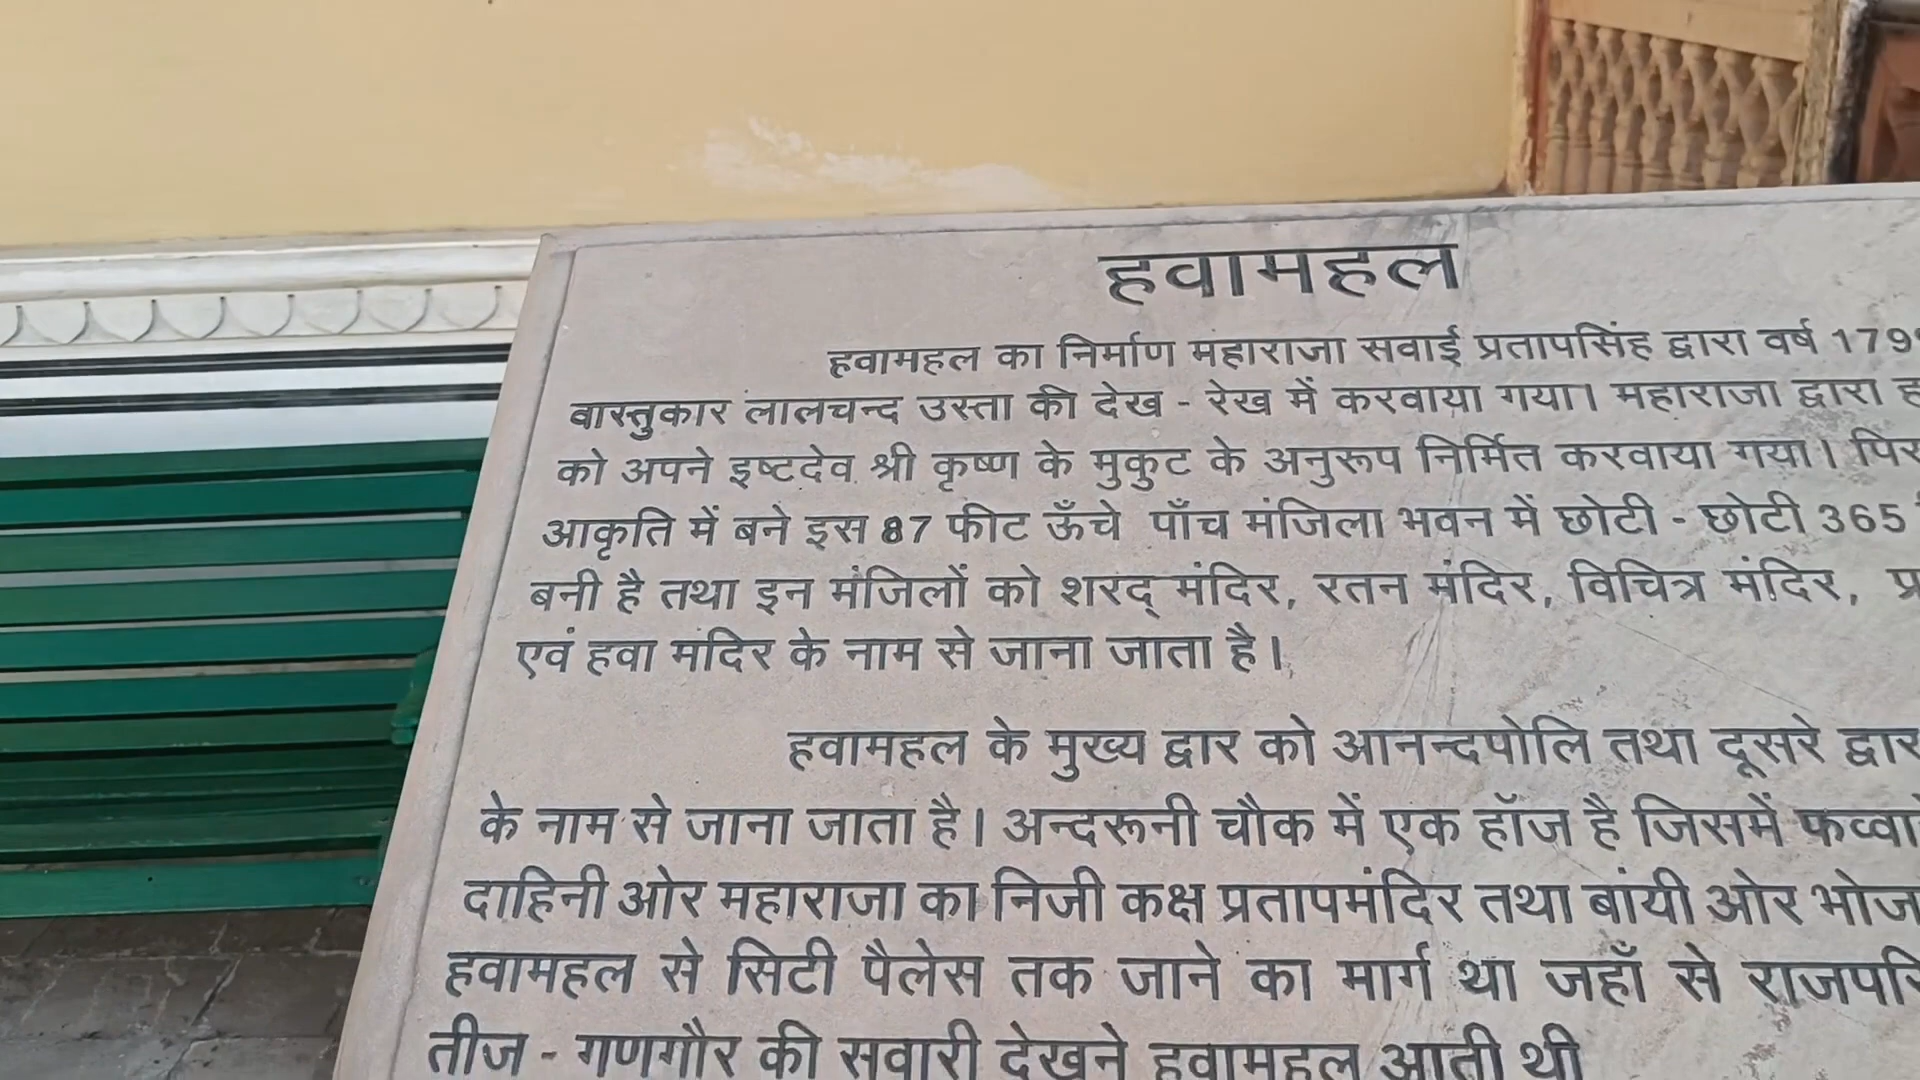 हवामहल
हवामहल का निर्माण महाराजा सवाई प्रतापसिंह द्वारा वर्ष
वास्तुकार लालचन्द उस्ता की देख - रेख में करवाया गया। महाराजा द्वारा
को अपने इष्टदेव श्री कृष्ण के मुकुट के अनुरूप निर्मित करवाया गया।
आकृति में बने इस 87 फीट ऊँचे पाँच मंजिला भवन में छोटी - छोटी 365
बनी है तथा इन मंजिलों को शरद् मंदिर, रतन मंदिर, विचित्र मंदिर,
एवं हवा मंदिर के नाम से जाना जाता है।
हवामहल के मुख्य द्वार को आनन्दपोलि तथा दूसरे द्वार
के नाम से जाना जाता है। अन्दरूनी चौक में एक हॉज है जिसमें
दाहिनी ओर महाराजा का निजी कक्ष प्रतापमंदिर तथा बांयी ओर
हवामहल से सिटी पैलेस तक जाने का मार्ग था जहाँ से
तीज - गणगौर की सवारी देखने हवामहल आती थी